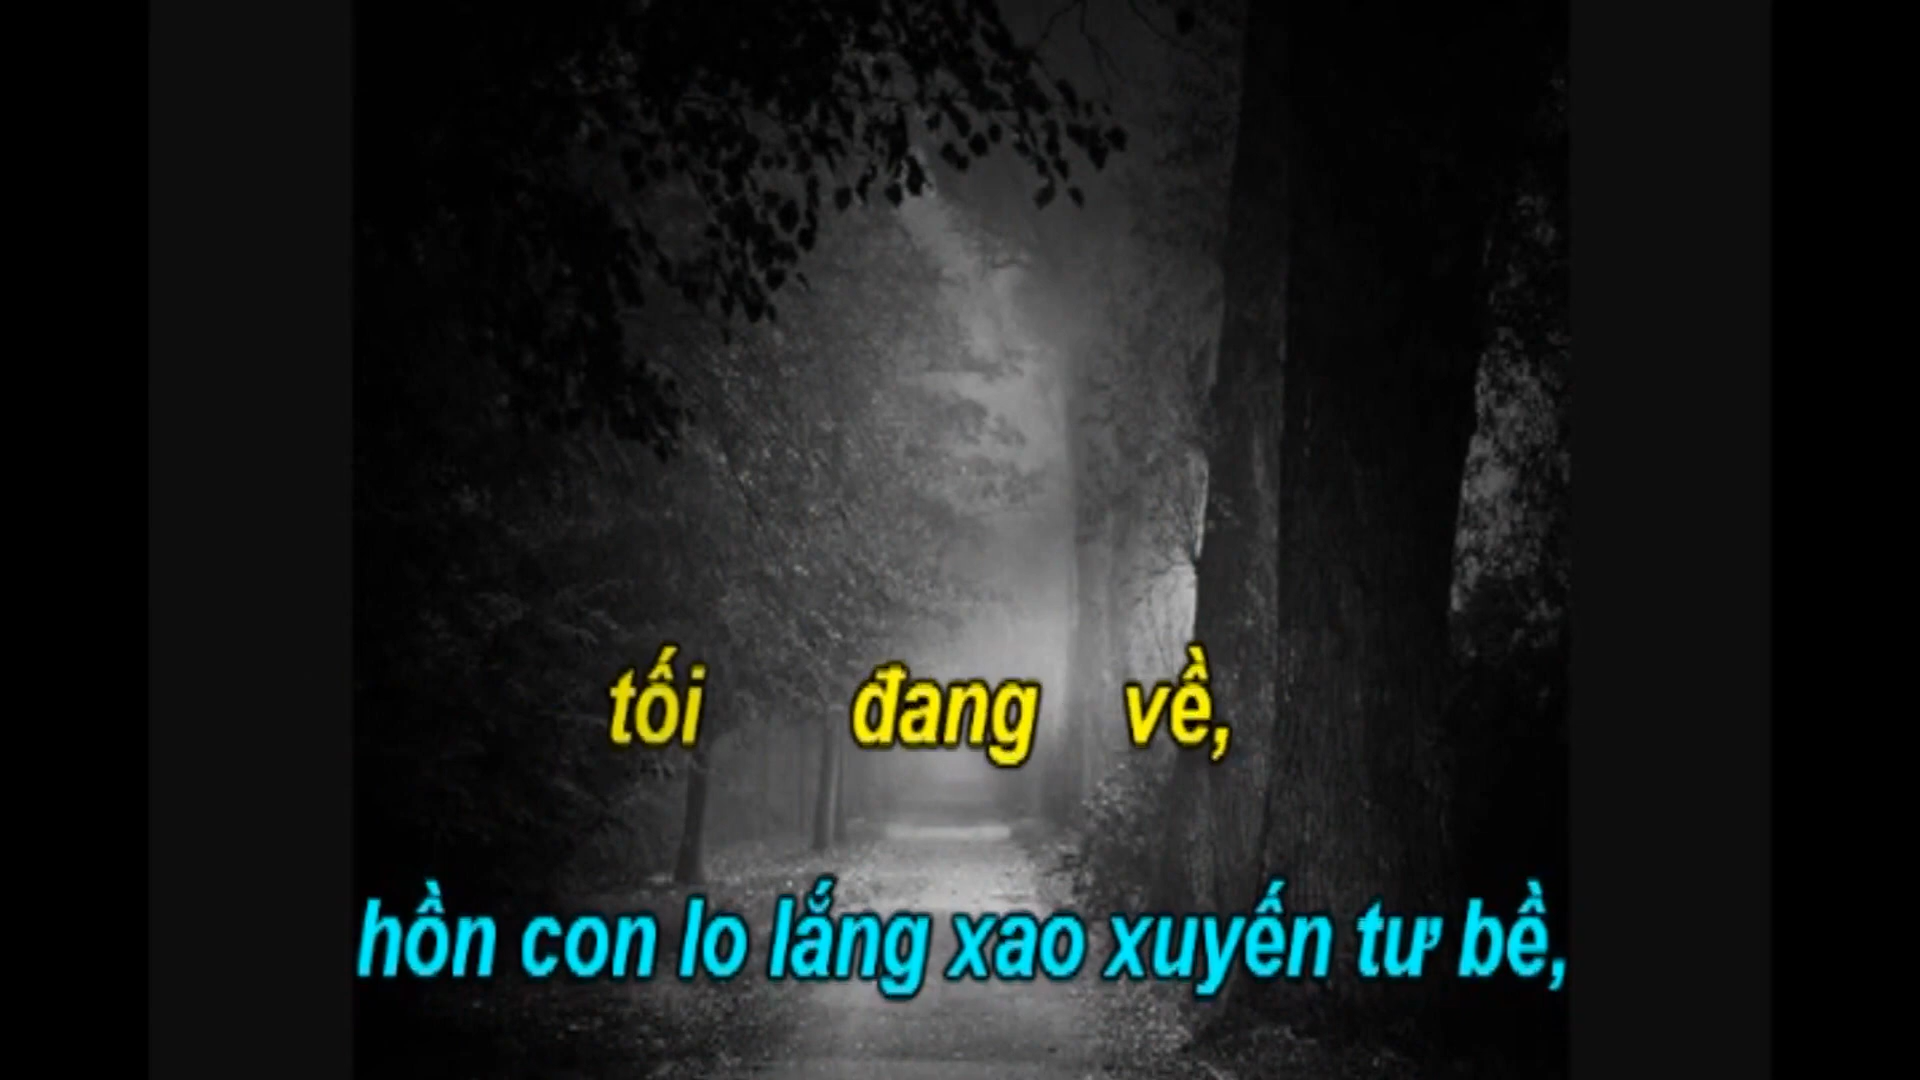 tối đang về,
hồn con lo lắng xao xuyến tư bề,